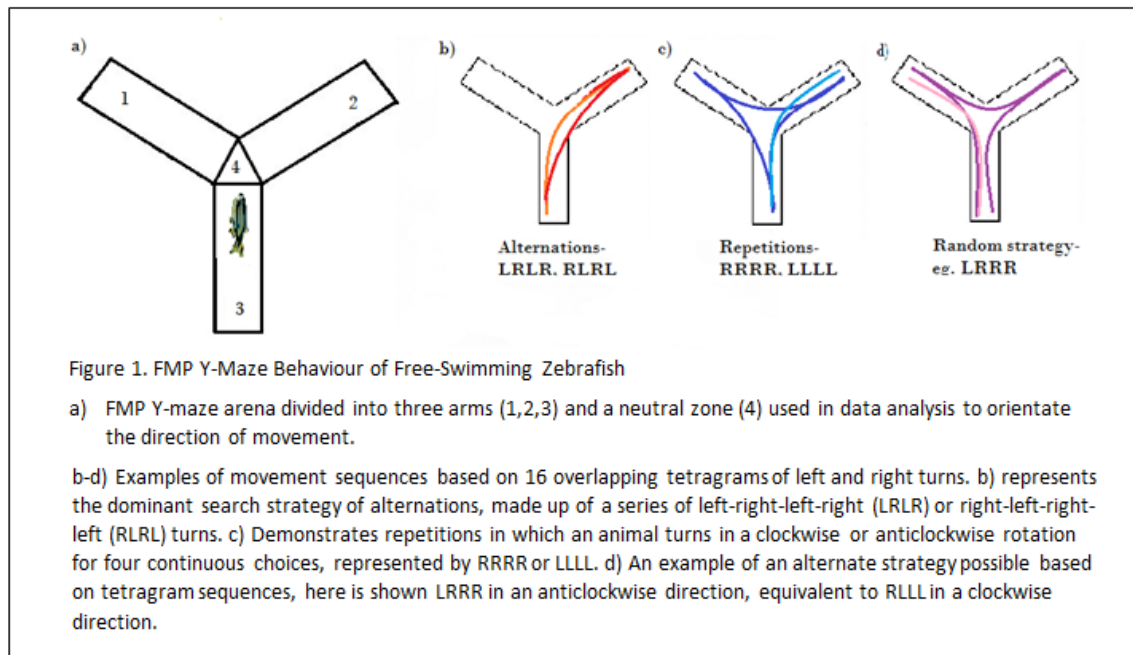 a)
1
2
4
3
b)
Alternations-
LRLR. RLRL
c)
Repetitions-
RRRR. LLLL
d)
Random strategy-
eg. LRRR
Figure 1. FMP Y-Maze Behaviour of Free-Swimming Zebrafish
a) FMP Y-maze arena divided into three arms (1,2,3) and a neutral zone (4) used in data analysis to orientate
the direction of movement.
b-d) Examples of movement sequences based on 16 overlapping tetragrams of left and right turns. b) represents
the dominant search strategy of alternations, made up of a series of left-right-left-right (LRLR) or right-left-right-
left (RLRL) turns. c) Demonstrates repetitions in which an animal turns in a clockwise or anticlockwise rotation
for four continuous choices, represented by RRRR or LLLL. d) An example of an alternate strategy possible based
on tetragram sequences, here is shown LRRR in an anticlockwise direction, equivalent to RLLL in a clockwise
direction.